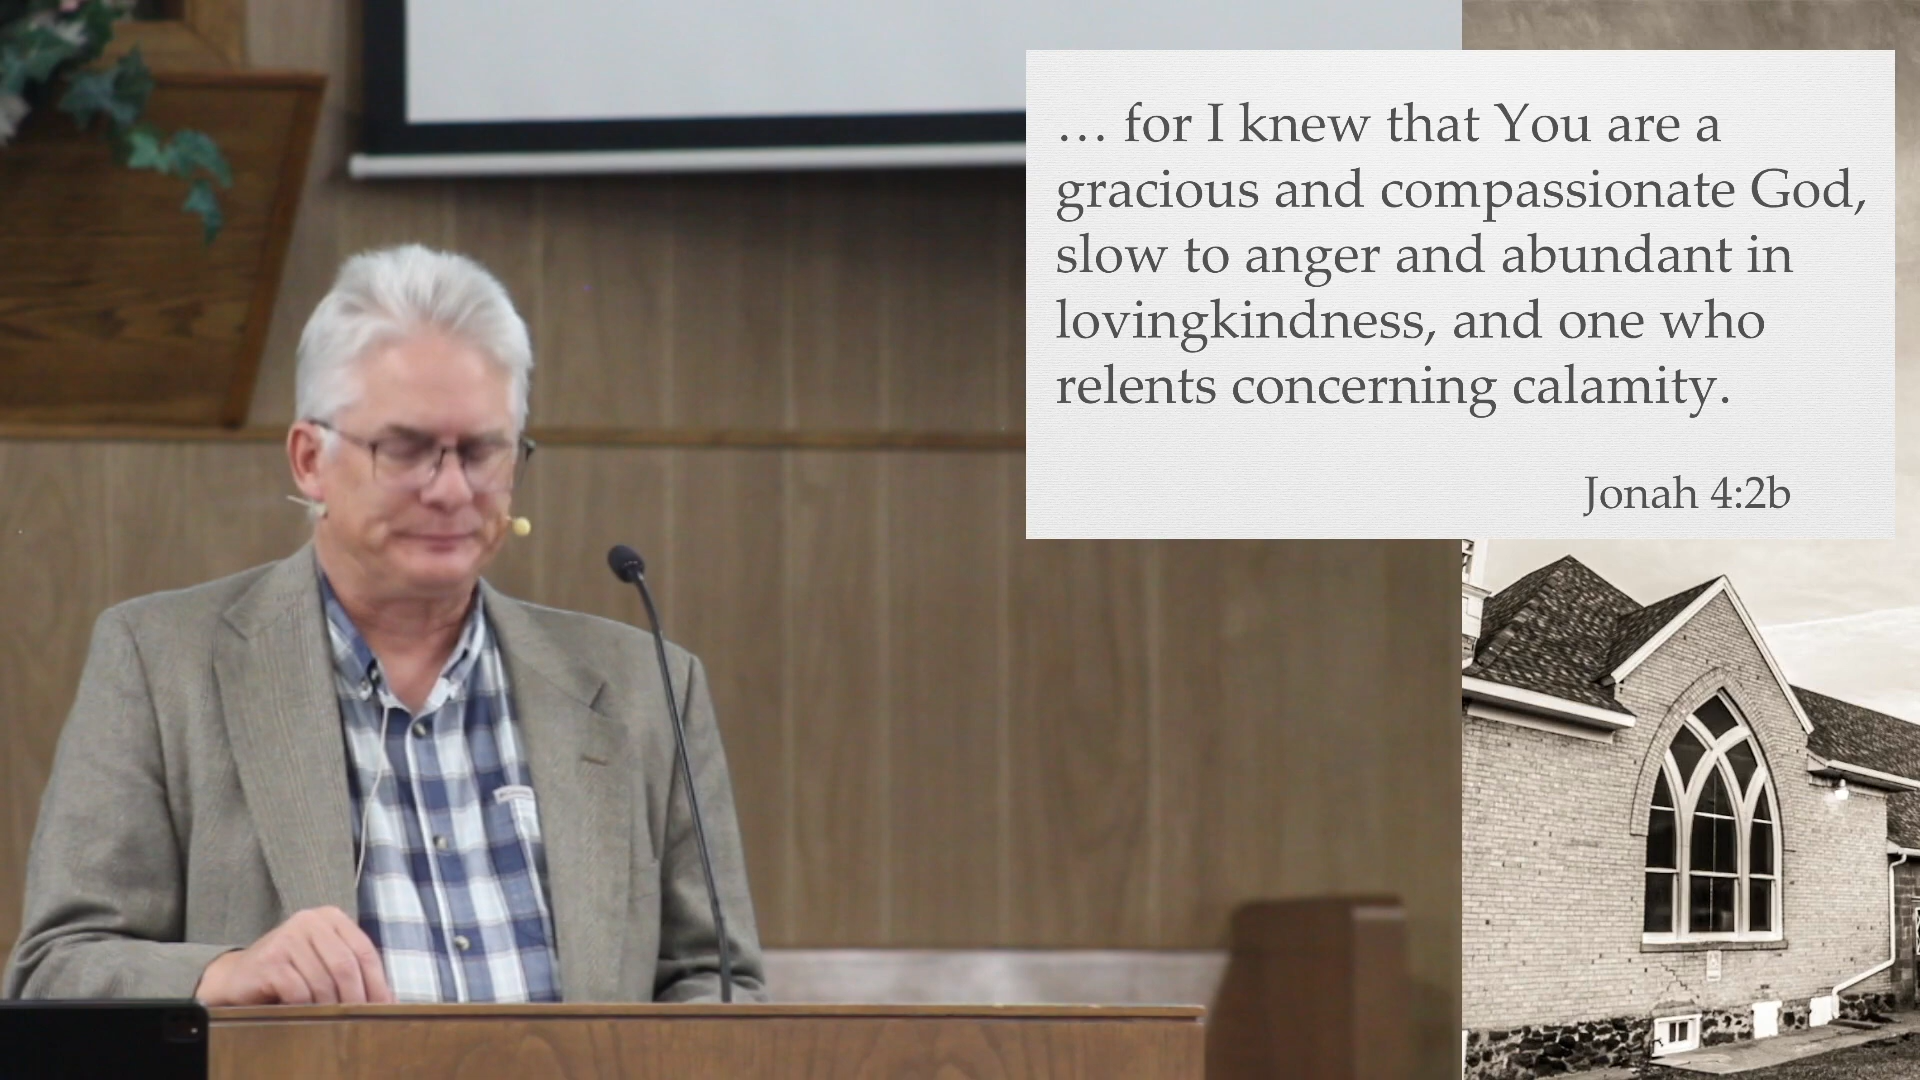 … for I knew that You are a
gracious and compassionate God,
slow to anger and abundant in
lovingkindness, and one who
relents concerning calamity.
Jonah 4:2b